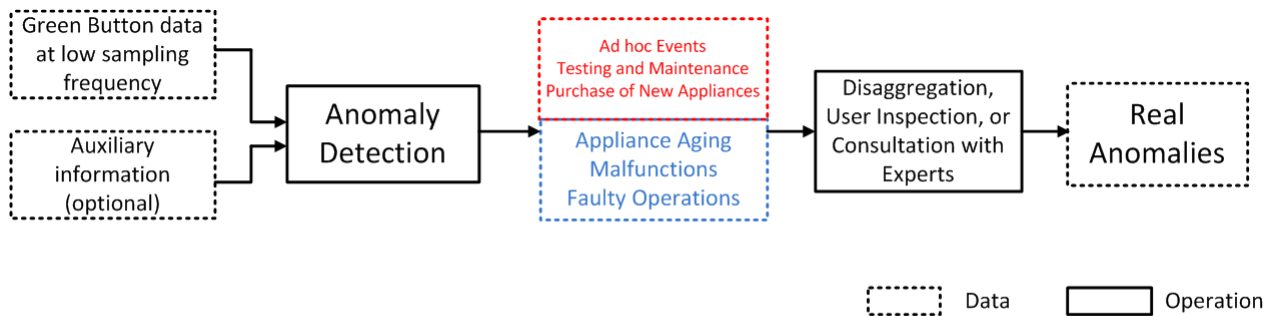 Green Button data
at low sampling
frequency
Auxiliary
information
(optional)
Anomaly
Detection
Ad hoc Events
Testing and Maintenance
Purchase of New Appliances
Appliance Aging
Malfunctions
Faulty Operations
Disaggregation,
User Inspection, or
Consultation with
Experts
Real
Anomalies
Data
Operation